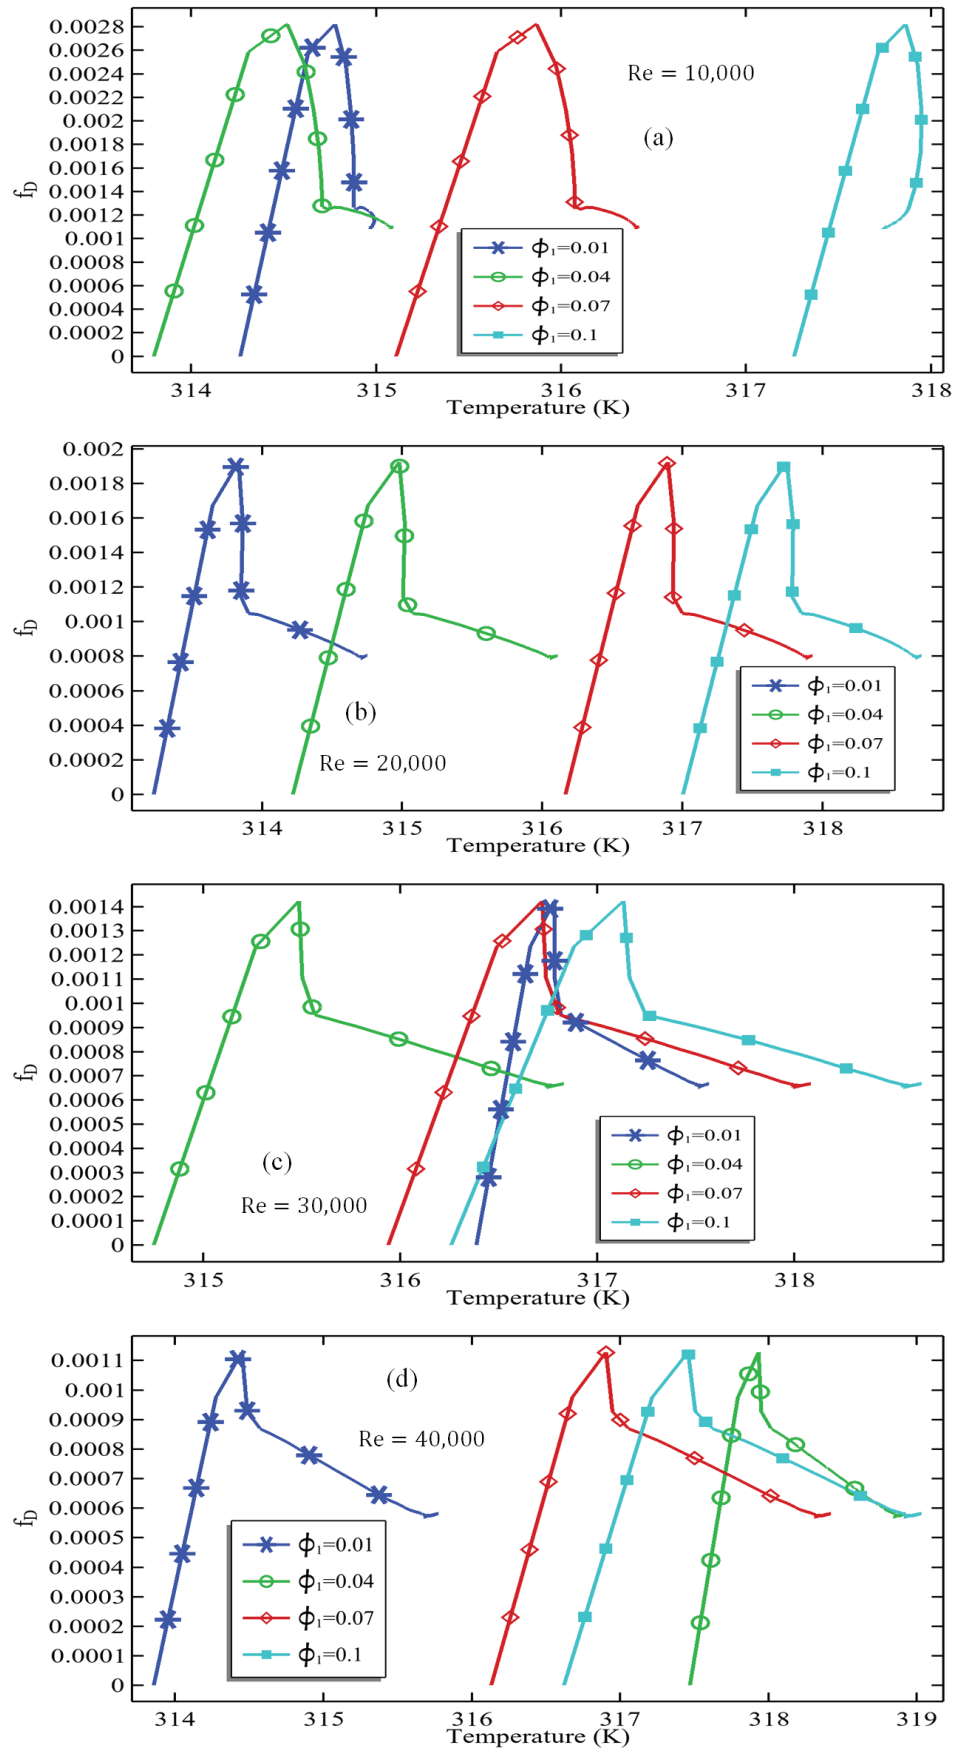 0.0028
0.0026
0.0024
0.0022
0.002
0.0018
0.0016
0.0014
0.0012
0.001
0.0008
0.0006
0.0004
0.0002
0
f_D
Re = 10,000
(a)
ϕ₁=0.01
ϕ₁=0.04
ϕ₁=0.07
ϕ₁=0.1
314 315 316 317 318
Temperature (K)
0.002
0.0018
0.0016
0.0014
0.0012
0.001
0.0008
0.0006
0.0004
0.0002
0
f_D
(b)
Re = 20,000
ϕ₁=0.01
ϕ₁=0.04
ϕ₁=0.07
ϕ₁=0.1
314 315 316 317 318
Temperature (K)
0.0014
0.0013
0.0012
0.0011
0.001
0.0009
0.0008
0.0007
0.0006
0.0005
0.0004
0.0003
0.0002
0.0001
0
f_D
(c)
Re = 30,000
ϕ₁=0.01
ϕ₁=0.04
ϕ₁=0.07
ϕ₁=0.1
315 316 317 318
Temperature (K)
0.0011
0.001
0.0009
0.0008
0.0007
0.0006
0.0005
0.0004
0.0003
0.0002
0.0001
0
f_D
(d)
Re = 40,000
ϕ₁=0.01
ϕ₁=0.04
ϕ₁=0.07
ϕ₁=0.1
314 315 316 317 318 319
Temperature (K)